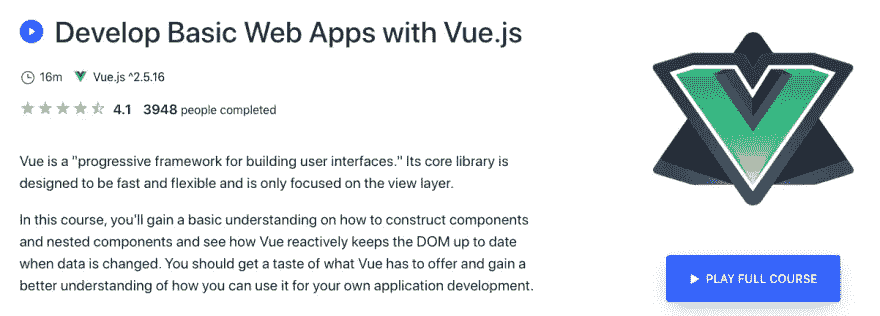 Develop Basic Web Apps with Vue.js
16m Vue.js ^2.5.16
4.1 3948 people completed
Vue is a "progressive framework for building user interfaces." Its core library is
designed to be fast and flexible and is only focused on the view layer.
In this course, you'll gain a basic understanding on how to construct components
and nested components and see how Vue reactively keeps the DOM up to date
when data is changed. You should get a taste of what Vue has to offer and gain a
better understanding of how you can use it for your own application development.
PLAY FULL COURSE